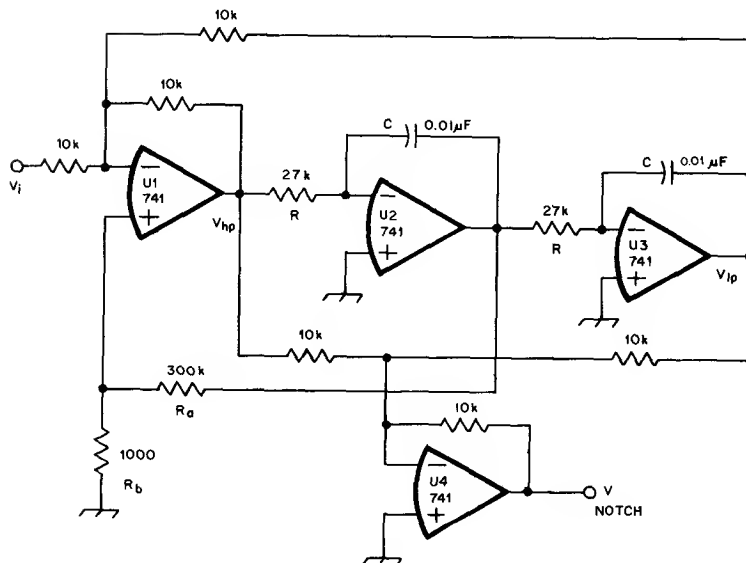 10k
10k
10k
Vi
U1
741
Vhp
27k
R
C
0.01µF
U2
741
27k
R
C
0.01µF
U3
741
Vlp
10k
10k
300k
Ra
1000
Rb
10k
U4
741
V
NOTCH